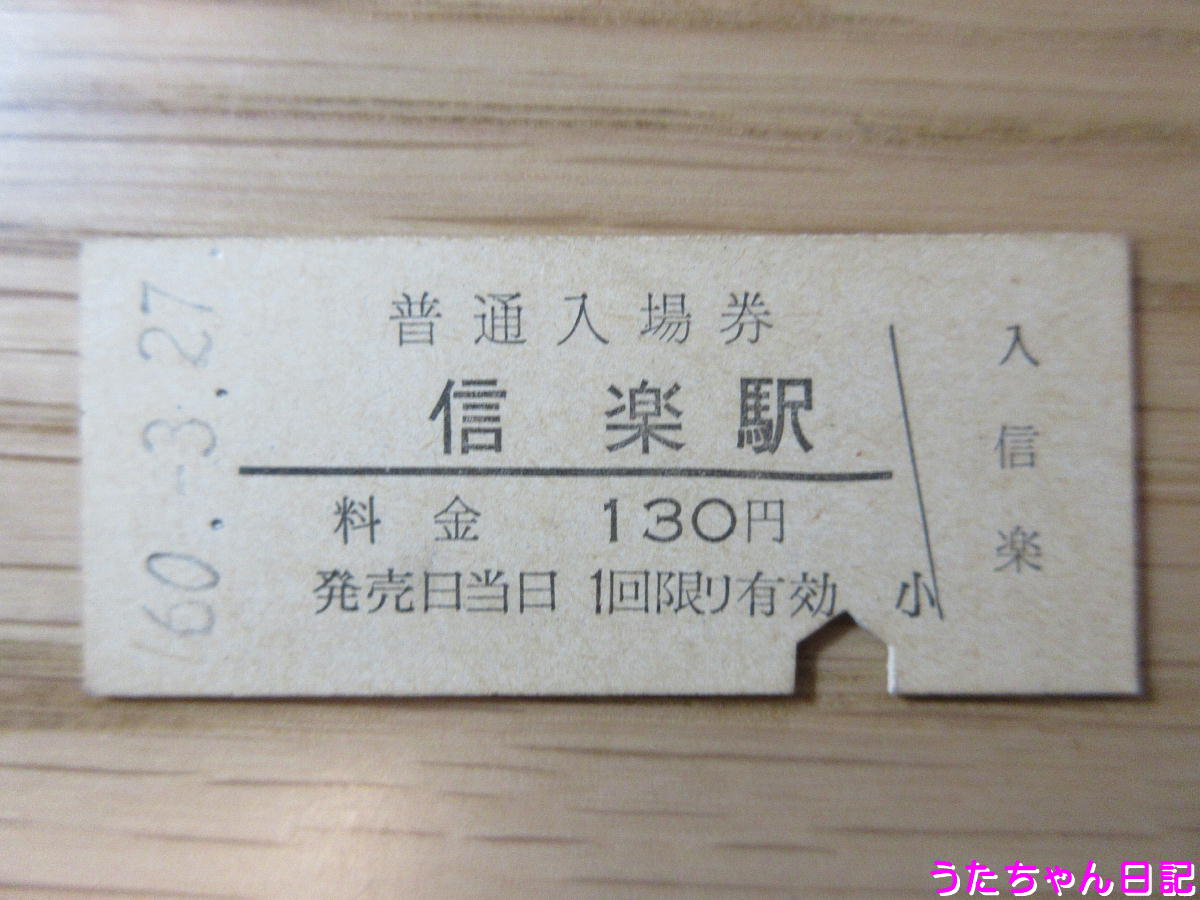 60.-3.27
普通入場券
信楽駅
料金 130円
発売日当日1回限り有効 小
入
信
楽
うたちゃん日記